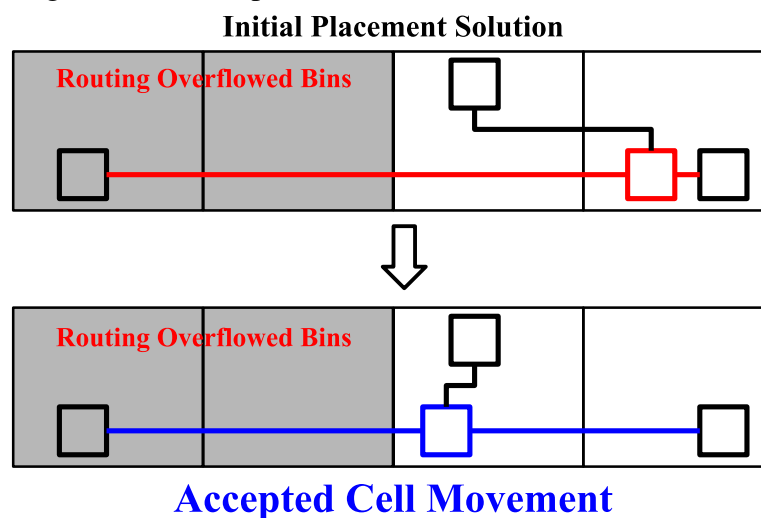 Initial Placement Solution
Routing Overflowed Bins
Routing Overflowed Bins
Accepted Cell Movement